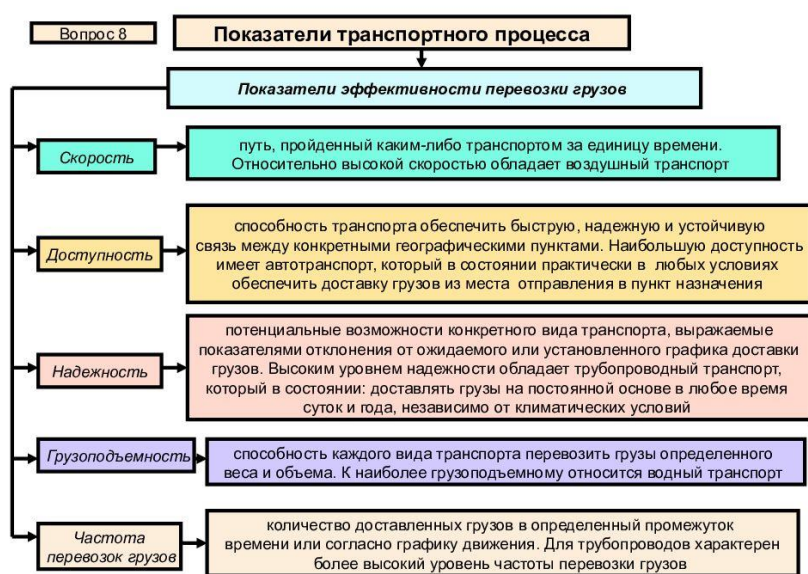 Вопрос 8
Показатели транспортного процесса
Показатели эффективности перевозки грузов
Скорость
путь, пройденный каким-либо транспортом за единицу времени.
Относительно высокой скоростью обладает воздушный транспорт
Доступность
способность транспорта обеспечить быструю, надежную и устойчивую
связь между конкретными географическими пунктами. Наибольшую доступность
имеет автотранспорт, который в состоянии практически в любых условиях
обеспечить доставку грузов из места отправления в пункт назначения
Надежность
потенциальные возможности конкретного вида транспорта, выражаемые
показателями отклонения от ожидаемого или установленного графика доставки
грузов. Высоким уровнем надежности обладает трубопроводный транспорт,
который в состоянии: доставлять грузы на постоянной основе в любое время
суток и года, независимо от климатических условий
Грузоподъемность
способность каждого вида транспорта перевозить грузы определенного
веса и объема. К наиболее грузоподъемному относится водный транспорт
Частота
перевозок грузов
количество доставленных грузов в определенный промежуток
времени или согласно графику движения. Для трубопроводов характерен
более высокий уровень частоты перевозки грузов